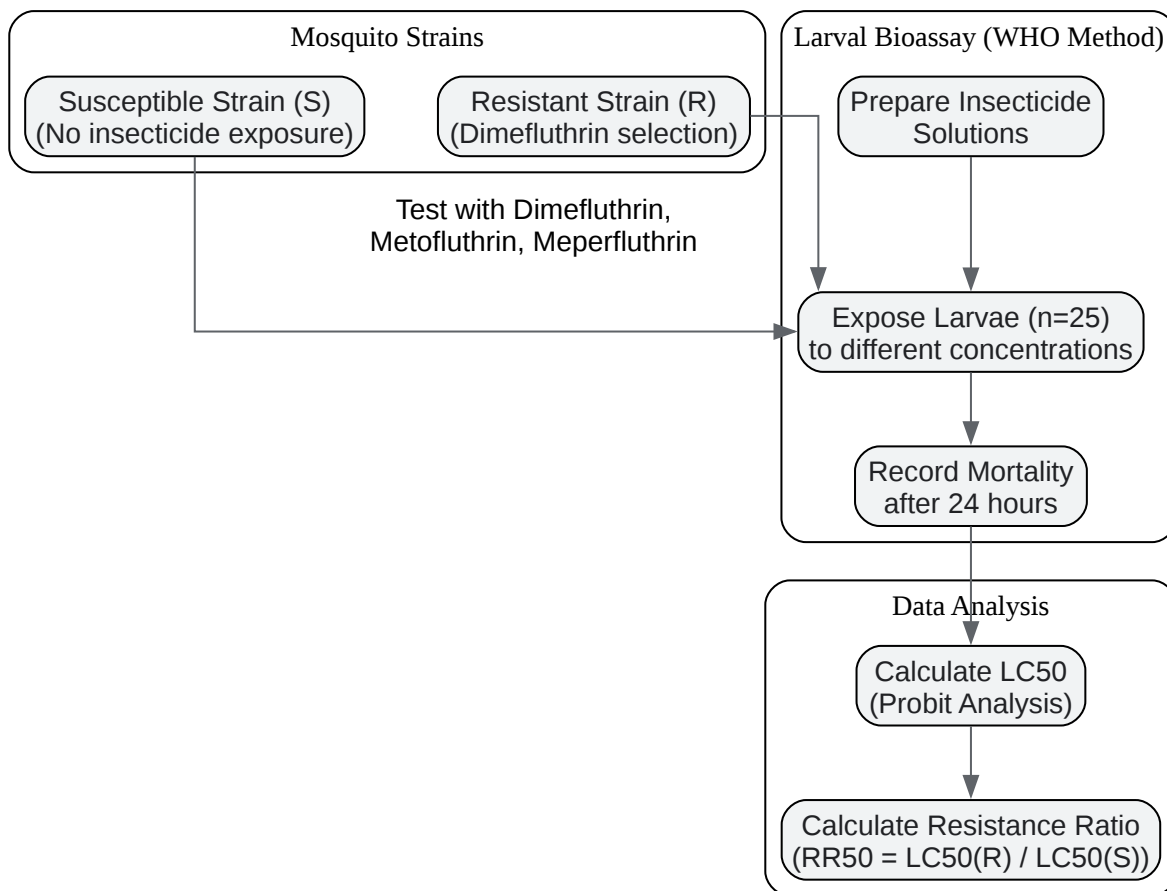 Mosquito Strains
Susceptible Strain (S)
(No insecticide exposure)
Resistant Strain (R)
(Dimefluthrin selection)
Test with Dimefluthrin,
Metofluthrin, Meperfluthrin
Larval Bioassay (WHO Method)
Prepare Insecticide
Solutions
Expose Larvae (n=25)
to different concentrations
Record Mortality
after 24 hours
Data Analysis
Calculate LC50
(Probit Analysis)
Calculate Resistance Ratio
(RR50 = LC50(R) / LC50(S))